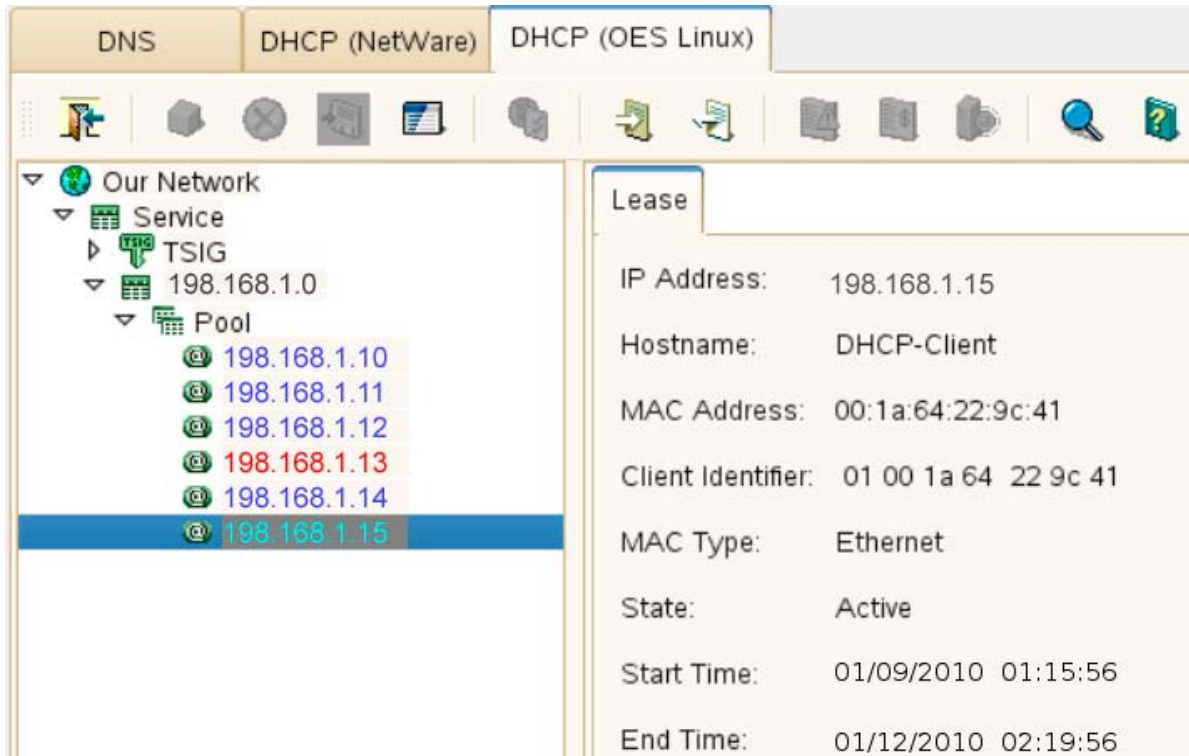 DNS
DHCP (NetWare)
DHCP (OES Linux)
Our Network
Service
TSIG
TSIG
198.168.1.0
Pool
198.168.1.10
198.168.1.11
198.168.1.12
198.168.1.13
198.168.1.14
198.168.1.15
Lease
IP Address: 198.168.1.15
Hostname: DHCP-Client
MAC Address: 00:1a:64:22:9c:41
Client Identifier: 01 00 1a 64 22 9c 41
MAC Type: Ethernet
State: Active
Start Time: 01/09/2010 01:15:56
End Time: 01/12/2010 02:19:56